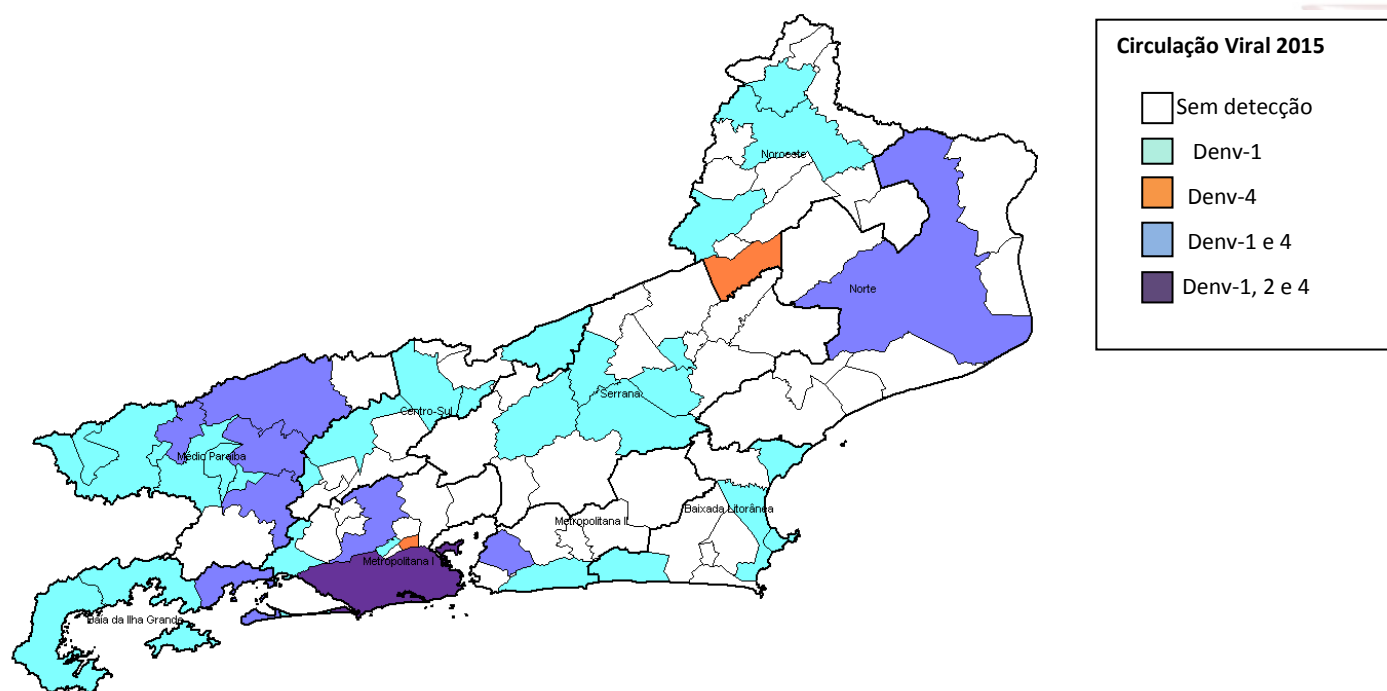 Circulação Viral 2015
Sem detecção
Denv-1
Denv-4
Denv-1 e 4
Denv-1, 2 e 4
Noroeste
Norte
Serrana
Centro-Sul
Médio Paraíba
Baixada Litorânea
Metropolitana II
Metropolitana I
Baía da Ilha Grande